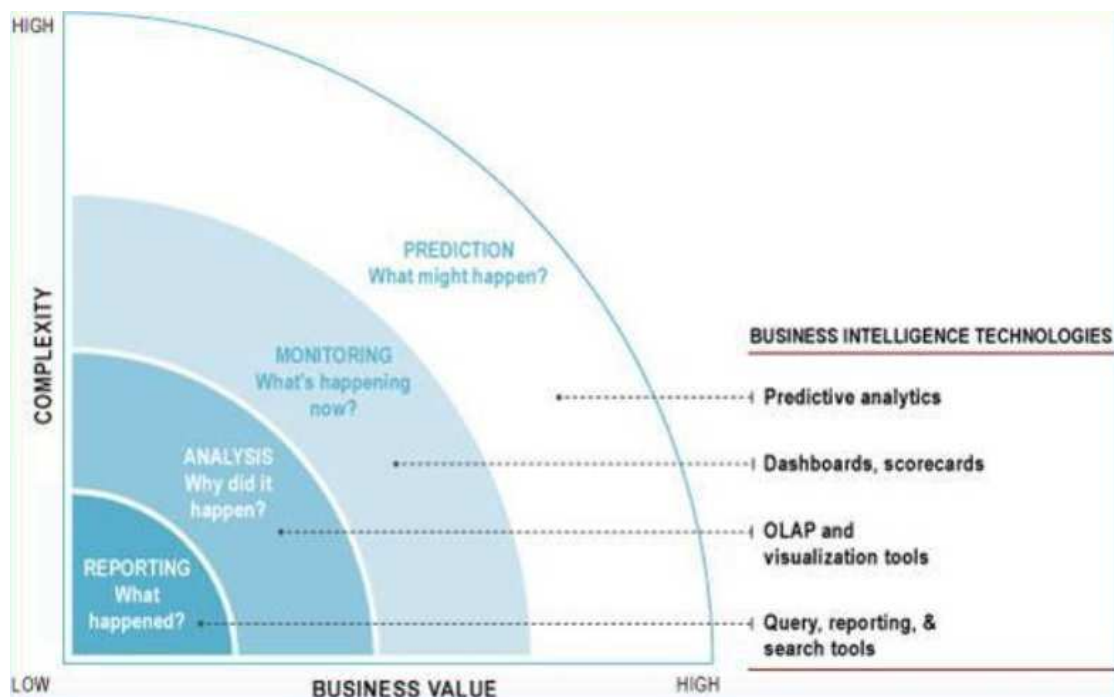 HIGH
PREDICTION
What might happen?
MONITORING
What's happening
now?
ANALYSIS
Why did it
happen?
REPORTING
What
happened?
COMPLEXITY
LOW
BUSINESS VALUE
HIGH
BUSINESS INTELLIGENCE TECHNOLOGIES
Predictive analytics
Dashboards, scorecards
OLAP and
visualization tools
Query, reporting, &
search tools